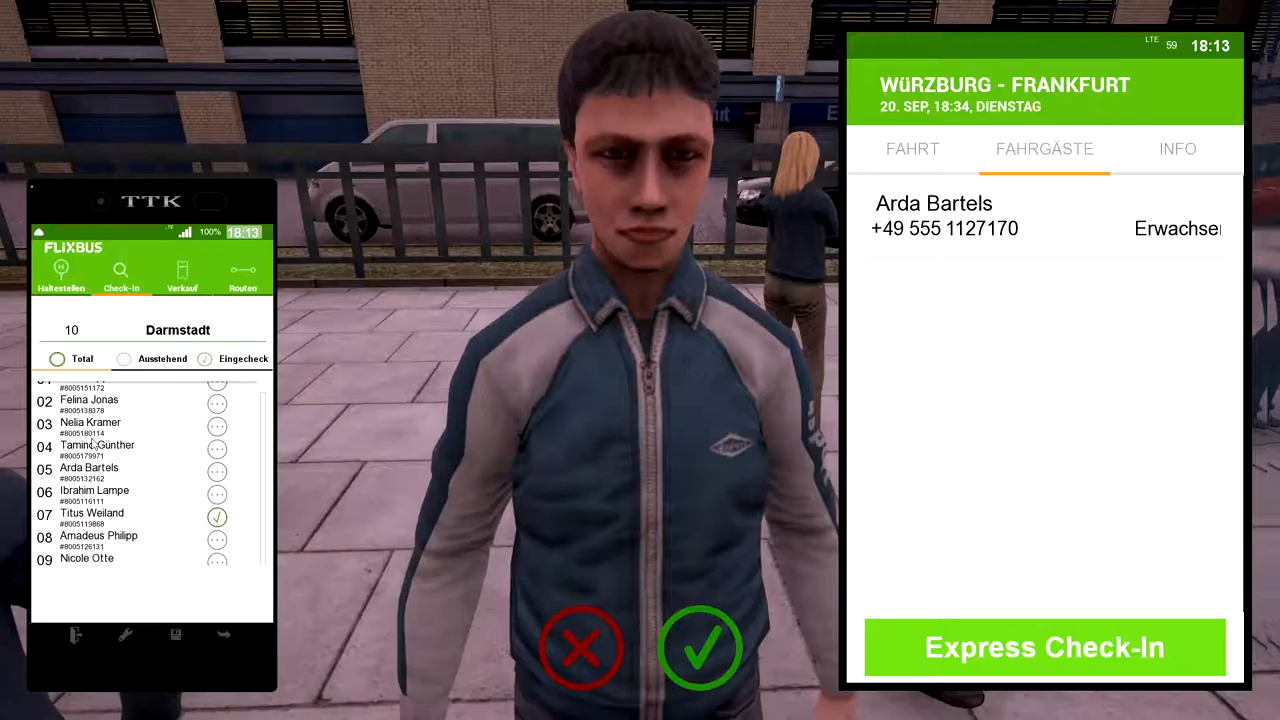 TTK
LTE 100% 18:13
FLiXBUS
Haltestellen Check-In Verkauf Routen
10 Darmstadt
Total Ausstehend Eingecheck
#8005151172
02 Felina Jonas
#8005138378
03 Nelia Kramer
#8005180114
04 Tamino Günther
#8005179971
05 Arda Bartels
#8005132162
06 Ibrahim Lampe
#8005116111
07 Titus Weiland
#8005119868
08 Amadeus Philipp
#8005126131
09 Nicole Otte
LTE 59 18:13
WüRZBURG - FRANKFURT
20. SEP, 18:34, DIENSTAG
FAHRT FAHRGÄSTE INFO
Arda Bartels
+49 555 1127170 Erwachse
Express Check-In